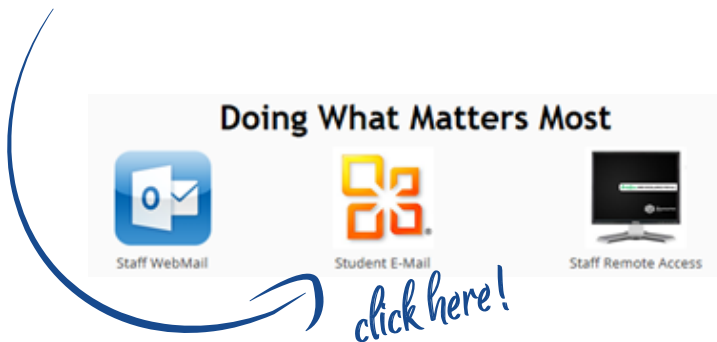 Doing What Matters Most
Staff WebMail
Student E-Mail
Staff Remote Access
click here!